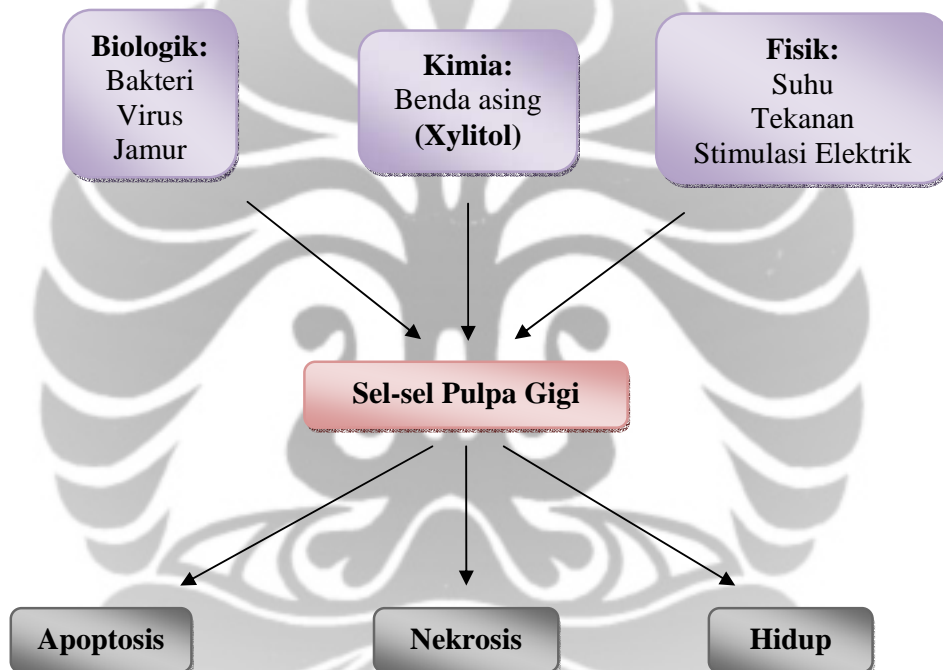 Biologik:
Bakteri
Virus
Jamur
Kimia:
Benda asing
(Xylitol)
Fisik:
Suhu
Tekanan
Stimulasi Elektrik
Sel-sel Pulpa Gigi
Apoptosis
Nekrosis
Hidup